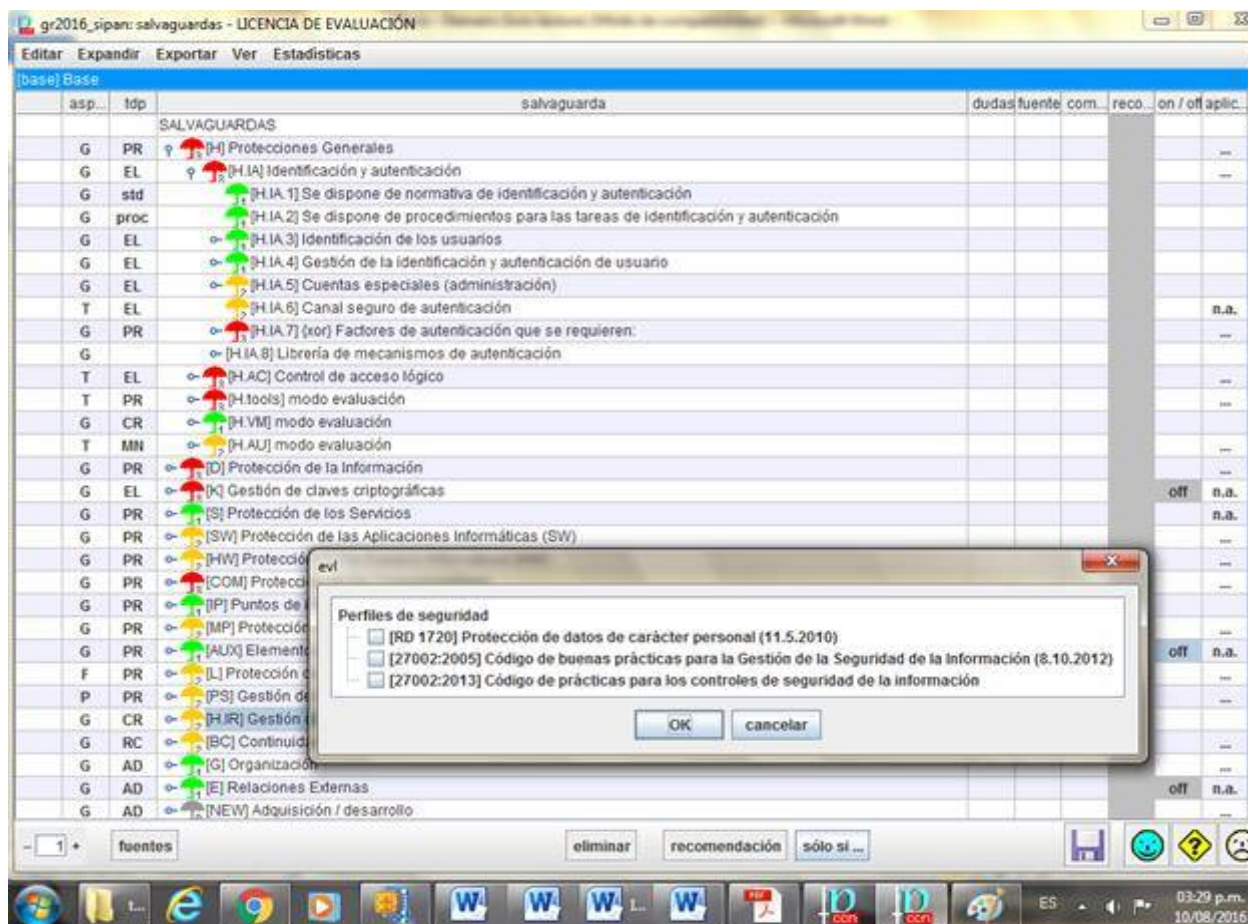 gr2016_sipan: salvaguardas - LICENCIA DE EVALUACIÓN
Editar Expandir Exportar Ver Estadísticas
[base] Base
asp... tdp salvaguarda dudas fuente com... reco... on / off aplic...
SALVAGUARDAS
G PR [H] Protecciones Generales ...
G EL [H.IA] Identificación y autenticación ...
G std [H.IA.1] Se dispone de normativa de identificación y autenticación
G proc [H.IA.2] Se dispone de procedimientos para las tareas de identificación y autenticación
G EL [H.IA.3] Identificación de los usuarios
G EL [H.IA.4] Gestión de la identificación y autenticación de usuario
G EL [H.IA.5] Cuentas especiales (administración)
T EL [H.IA.6] Canal seguro de autenticación n.a.
G PR [H.IA.7] {xor} Factores de autenticación que se requieren: ...
G [H.IA.8] Librería de mecanismos de autenticación
T EL [H.AC] Control de acceso lógico ...
T PR [H.tools] modo evaluación ...
G CR [H.VM] modo evaluación
T MN [H.AU] modo evaluación ...
G PR [D] Protección de la Información ...
G EL [K] Gestión de claves criptográficas off n.a.
G PR [S] Protección de los Servicios n.a.
G PR [SW] Protección de las Aplicaciones Informáticas (SW) ...
G PR [HW] Protecció ...
G PR [COM] Protecci ...
G PR [IP] Puntos de
G PR [MP] Protección ...
G PR [AUX] Element off n.a.
F PR [L] Protección ...
P PR [PS] Gestión de ...
G CR [H.IR] Gestión
G RC [BC] Continuid ...
G AD [G] Organización ...
G AD [E] Relaciones Externas off n.a.
G AD [NEW] Adquisición / desarrollo ...
evl
Perfiles de seguridad
[RD 1720] Protección de datos de carácter personal (11.5.2010)
[27002:2005] Código de buenas prácticas para la Gestión de la Seguridad de la Información (8.10.2012)
[27002:2013] Código de prácticas para los controles de seguridad de la información
OK cancelar
- 1 + fuentes eliminar recomendación sólo si ...
t... 1... ES 03:29 p.m.
10/08/2016